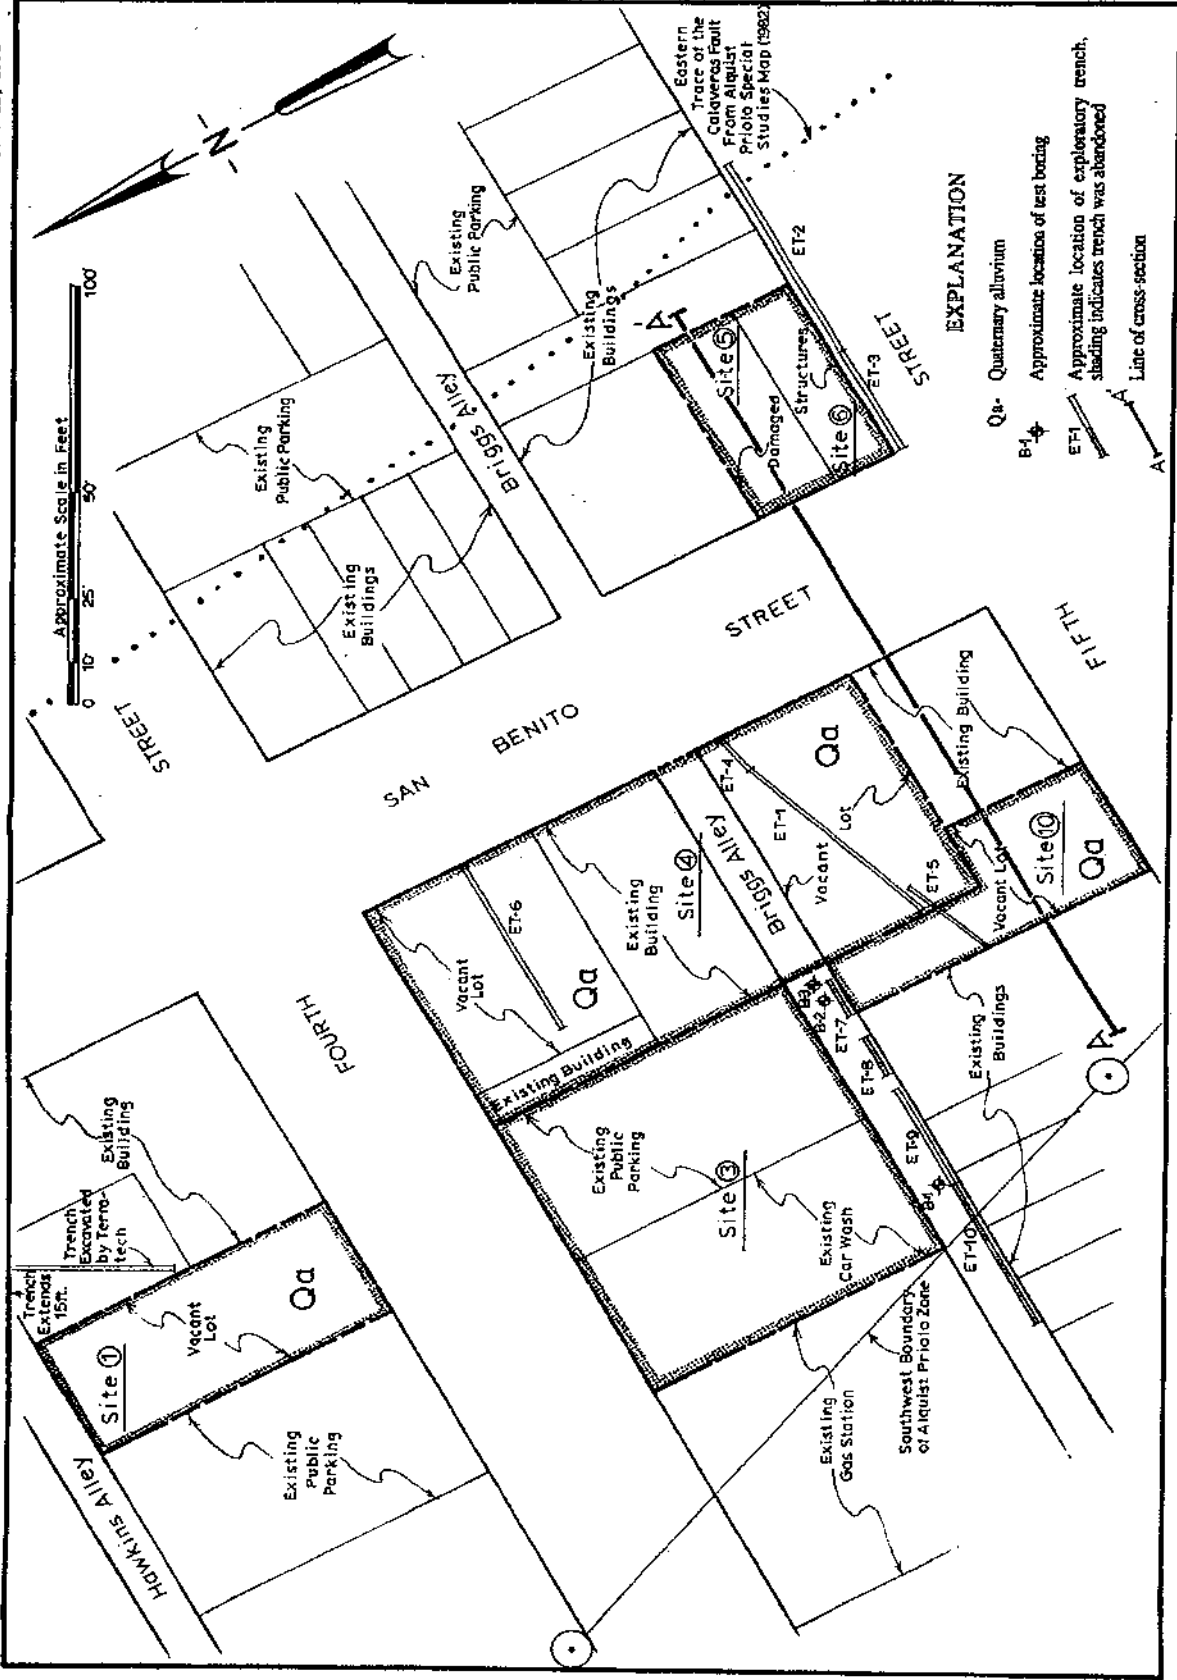 Approximate Scale in Feet
0
10'
25'
50'
100'
-N-
Eastern
Trace of the
Calaveras Fault
From Alquist
Priolo Special
Studies Map (1982)
STREET
Existing
Public Parking
Existing
Buildings
Briggs Alley
Existing
Public Parking
Existing
Buildings
Existing
Public Parking
ET-2
'A
Site 5
Damaged
Structures
Site 6
ET-3
STREET
SAN
BENITO
STREET
FIFTH
FOURTH
Hawkins Alley
Trench
Extends
15ft.
Trench
Excavated
by Terra-
tech
Existing
Building
Site 1
Vacant
Lot
Qa
Existing
Public
Parking
Vacant
Lot
ET-6
Qa
Existing Building
Existing
Building
Site 4
Briggs Alley
ET-4
ET-1
Vacant
Lot
Qa
ET-5
Existing Building
Vacant Lot
Site 10
Qa
Existing
Public
Parking
Site 3
Existing
Car Wash
B-3
B-2
ET-7
ET-8
ET-9
B-1
ET-10
Existing
Buildings
A
Existing
Gas Station
Southwest Boundary
of Alquist Priolo Zone
EXPLANATION
Qa- Quaternary alluvium
B-1 Approximate location of test boring
ET-1 Approximate location of exploratory trench,
shading indicates trench was abandoned
A A' Line of cross-section